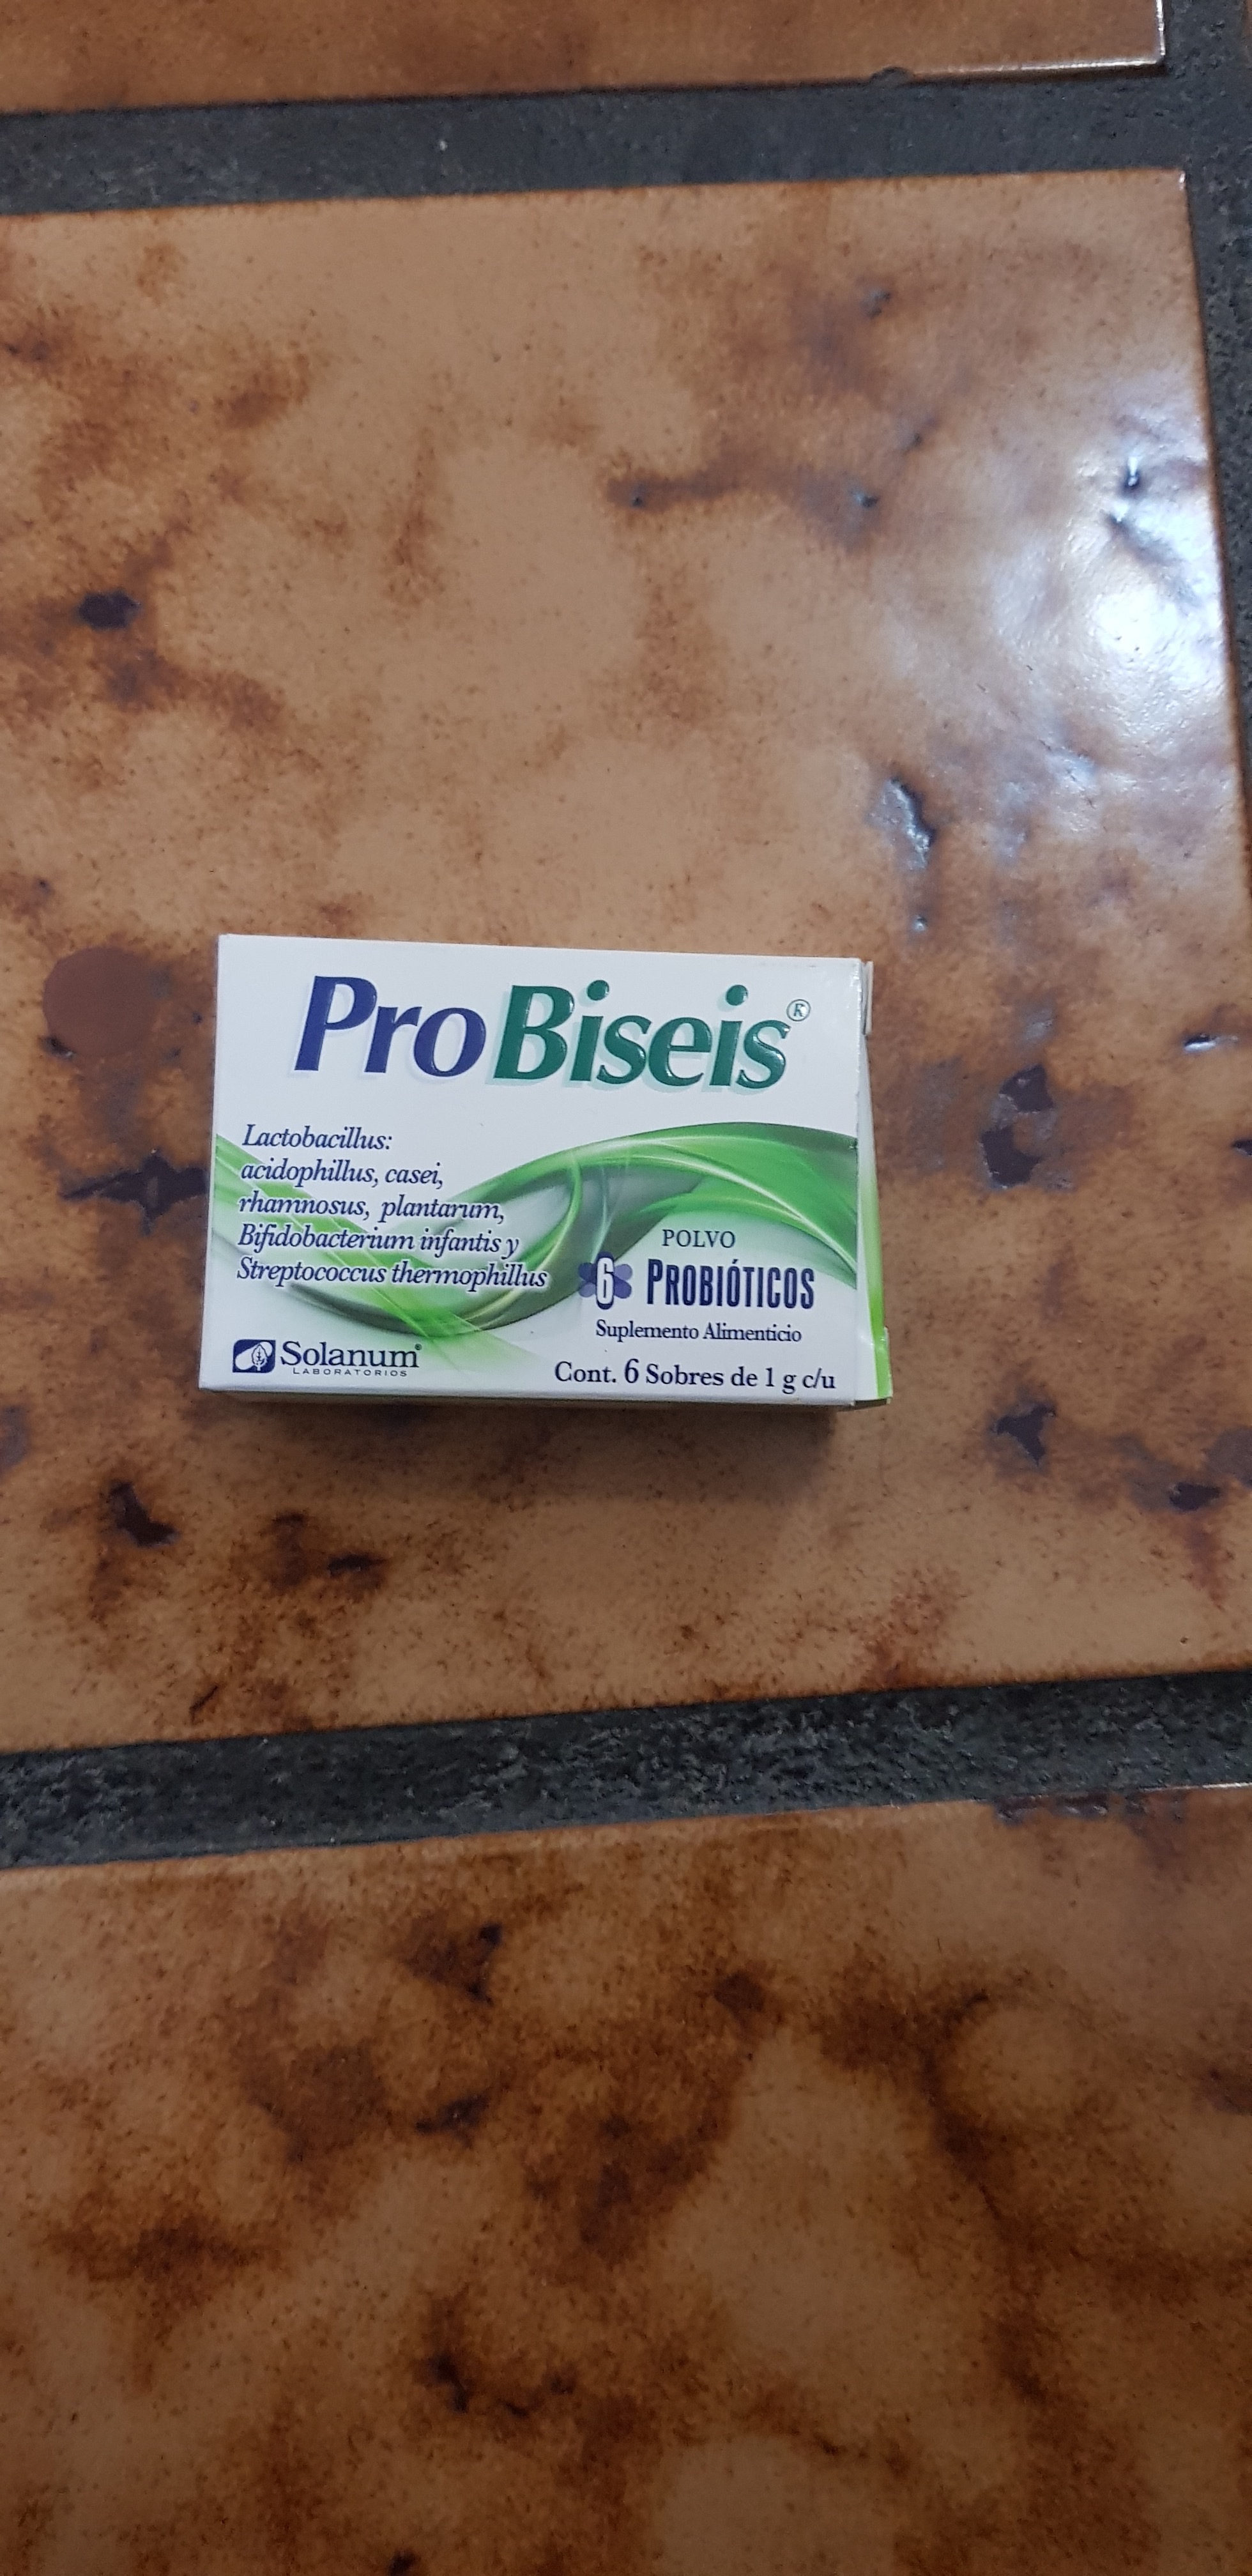 ProBiseis®
Lactobacillus:
acidophillus, casei,
rhamnosus, plantarum,
Bifidobacterium infantis y
Streptococcus thermophillus
POLVO
6 PROBIÓTICOS
Suplemento Alimenticio
Solanum®
LABORATORIOS
Cont. 6 Sobres de 1 g c/u